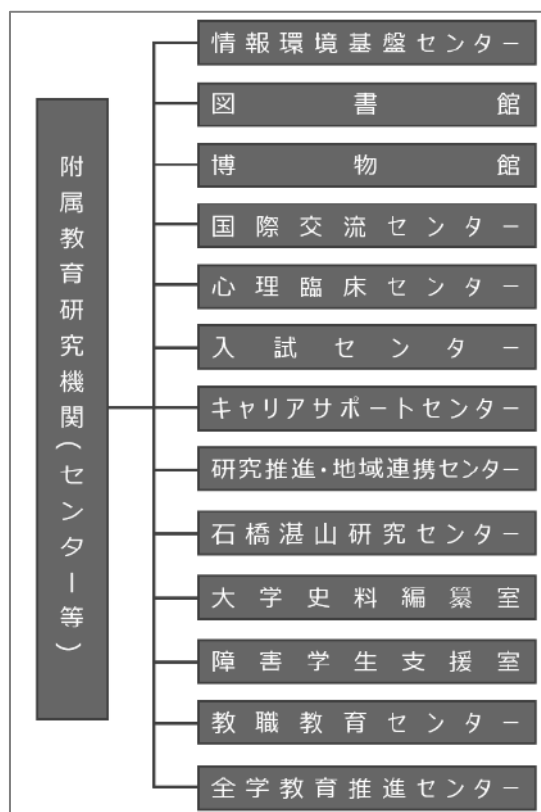 附属教育研究機関(センター等)
情報環境基盤センター
図書館
博物館
国際交流センター
心理臨床センター
入試センター
キャリアサポートセンター
研究推進・地域連携センター
石橋湛山研究センター
大学史料編纂室
障害学生支援室
教職教育センター
全学教育推進センター